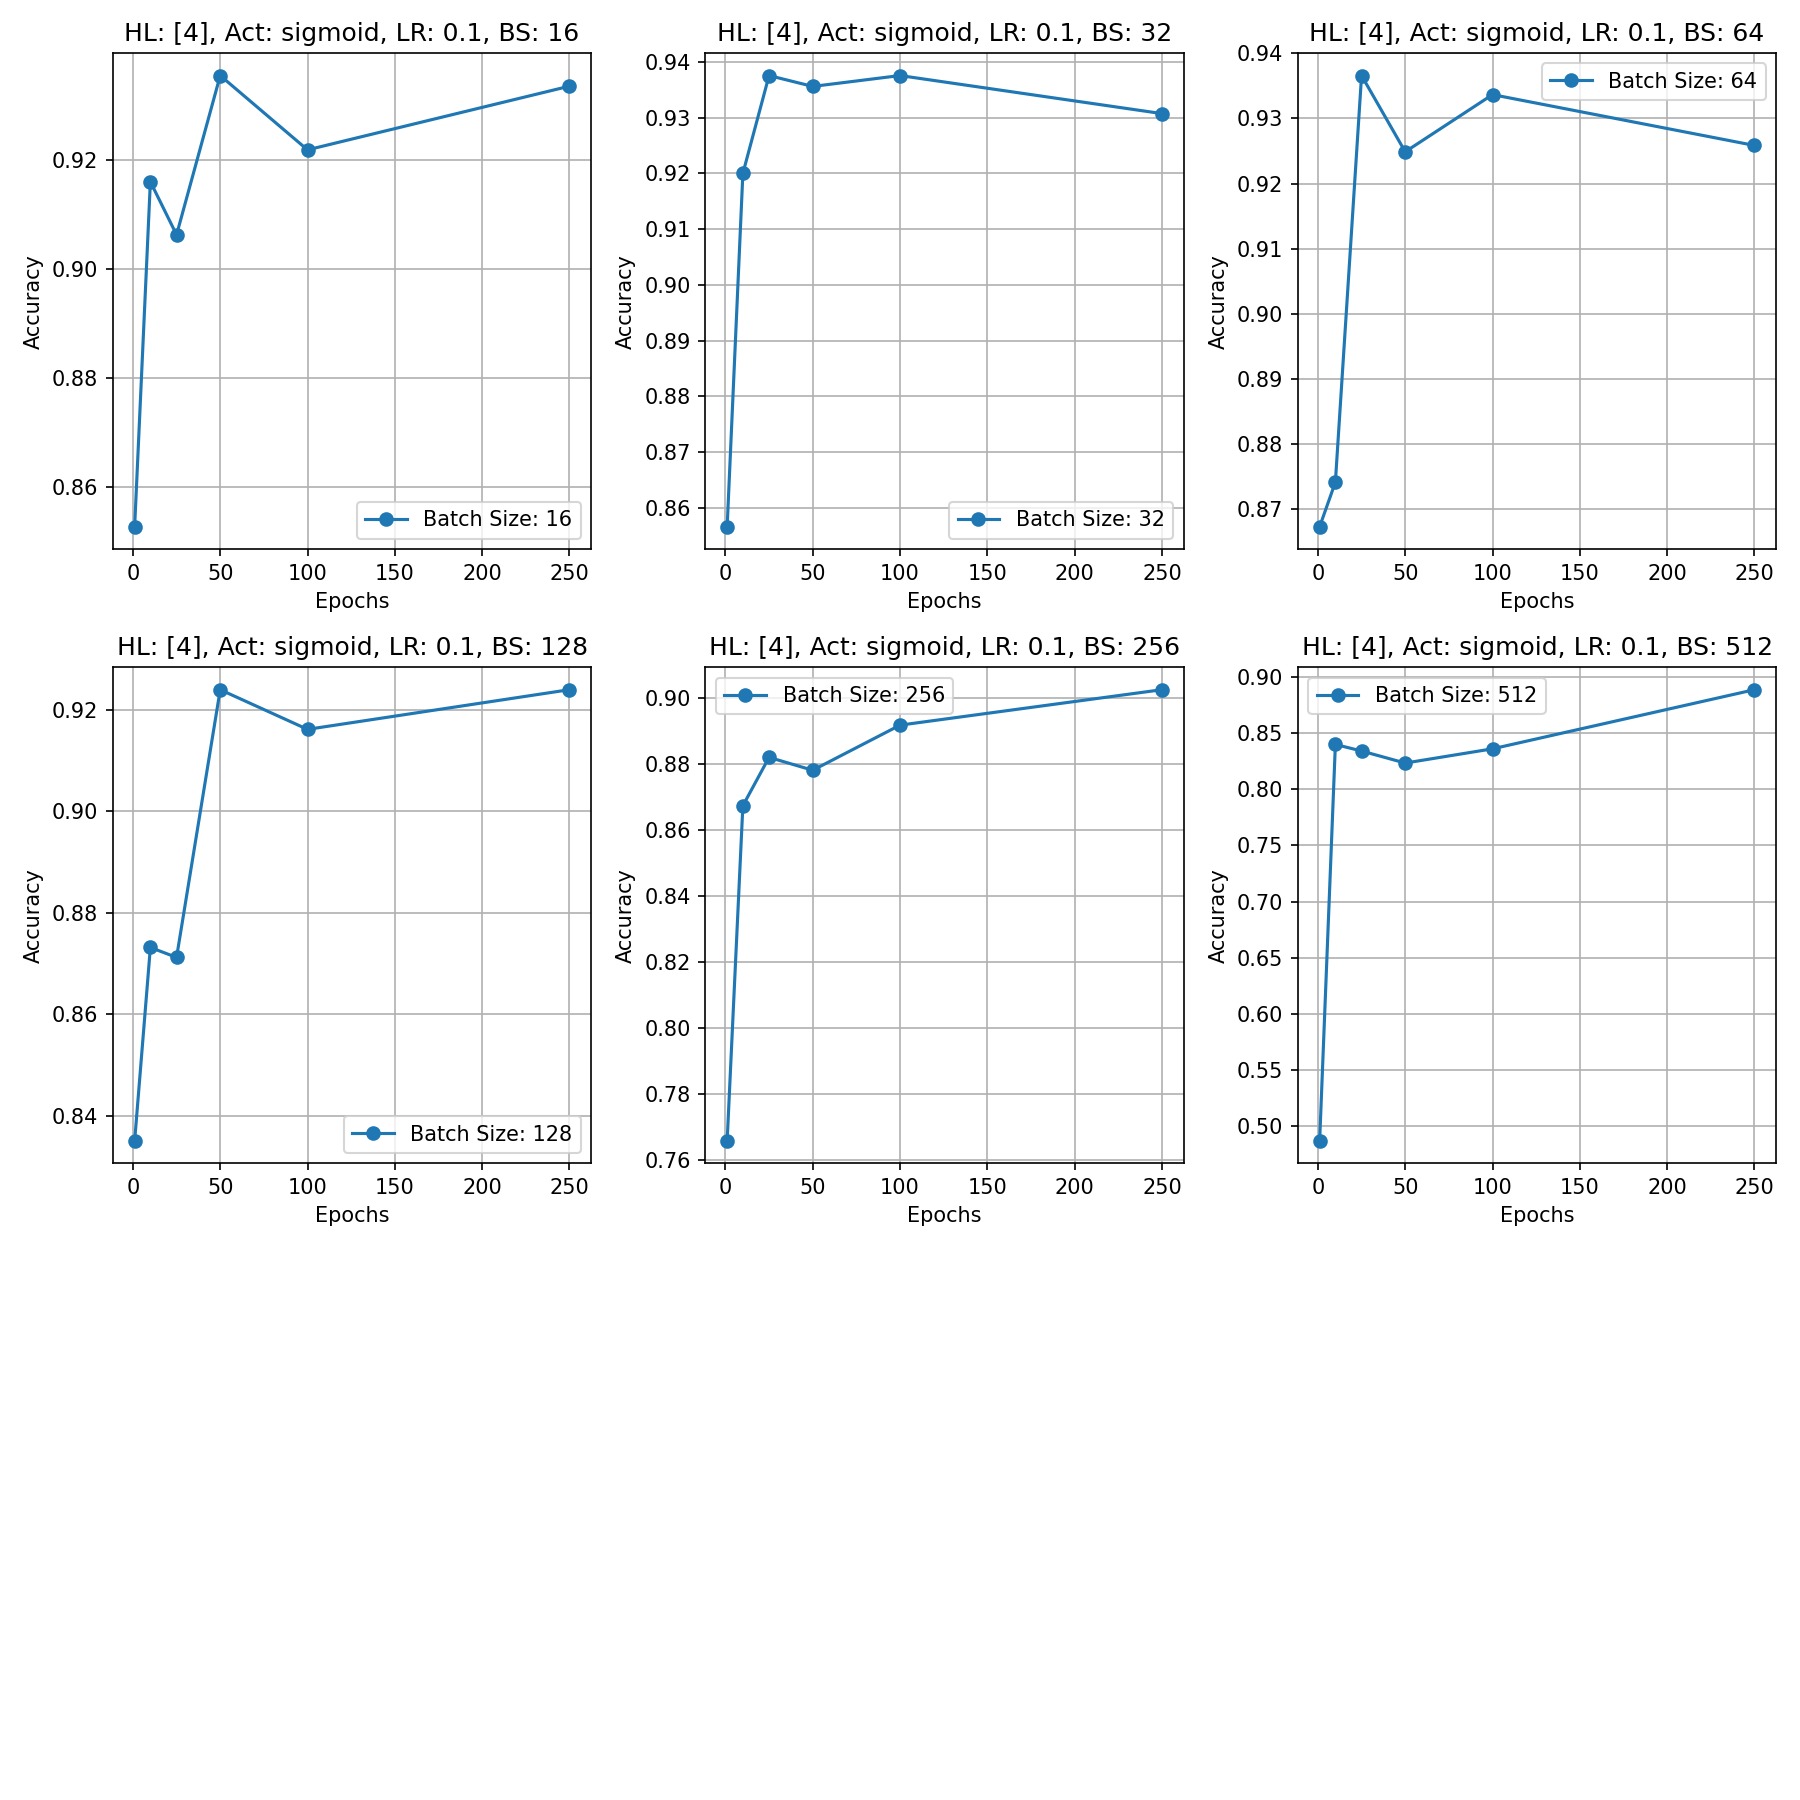 HL: [4], Act: sigmoid, LR: 0.1, BS: 16
Accuracy
0.92
0.90
0.88
0.86
Batch Size: 16
0 50 100 150 200 250
Epochs
HL: [4], Act: sigmoid, LR: 0.1, BS: 32
Accuracy
0.94
0.93
0.92
0.91
0.90
0.89
0.88
0.87
0.86
Batch Size: 32
0 50 100 150 200 250
Epochs
HL: [4], Act: sigmoid, LR: 0.1, BS: 64
Accuracy
0.94
0.93
0.92
0.91
0.90
0.89
0.88
0.87
Batch Size: 64
0 50 100 150 200 250
Epochs
HL: [4], Act: sigmoid, LR: 0.1, BS: 128
Accuracy
0.92
0.90
0.88
0.86
0.84
Batch Size: 128
0 50 100 150 200 250
Epochs
HL: [4], Act: sigmoid, LR: 0.1, BS: 256
Accuracy
0.90
0.88
0.86
0.84
0.82
0.80
0.78
0.76
Batch Size: 256
0 50 100 150 200 250
Epochs
HL: [4], Act: sigmoid, LR: 0.1, BS: 512
Accuracy
0.90
0.85
0.80
0.75
0.70
0.65
0.60
0.55
0.50
Batch Size: 512
0 50 100 150 200 250
Epochs